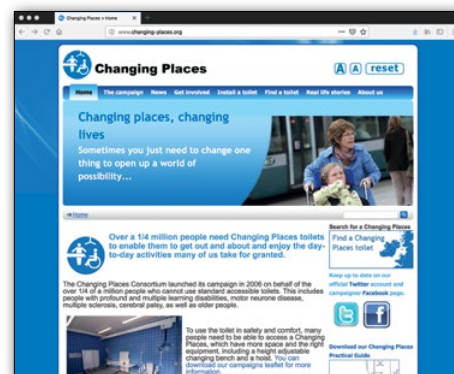 Changing Places » Home
www.changing-places.org
Changing Places
A A reset
Home The campaign News Get involved Install a toilet Find a toilet Real life stories About us
Changing places, changing
lives
Sometimes you just need to change one
thing to open up a world of
possibility...
Home
Over a 1/4 million people need Changing Places toilets
to enable them to get out and about and enjoy the day-
to-day activities many of us take for granted.
The Changing Places Consortium launched its campaign in 2006 on behalf of the
over 1/4 of a million people who cannot use standard accessible toilets. This includes
people with profound and multiple learning disabilities, motor neurone disease,
multiple sclerosis, cerebral palsy, as well as older people.
To use the toilet in safety and comfort, many
people need to be able to access a Changing
Places, which have more space and the right
equipment, including a height adjustable
changing bench and a hoist. You can
download our campaigns leaflet for more
information.
Search for a Changing Places
Find a Changing
Places toilet
Keep up to date on our
official Twitter account and
campaigner Facebook page.
Download our Changing Places
Practical Guide